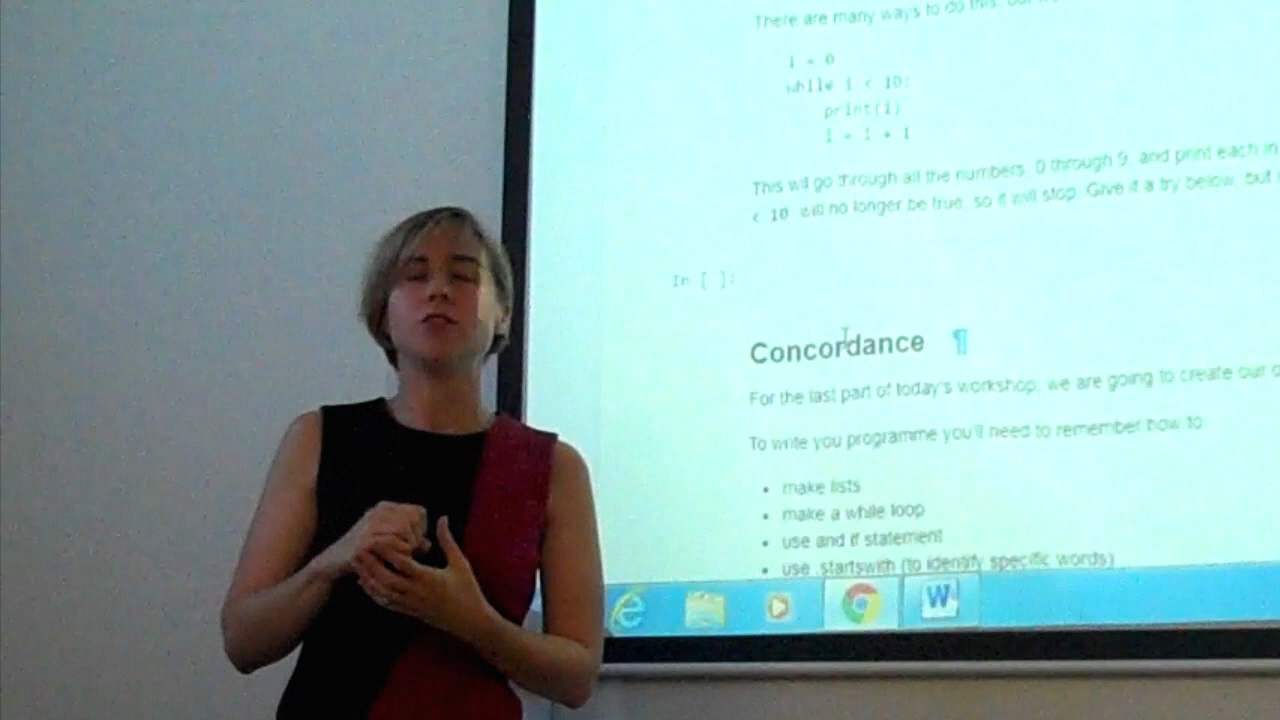 There are many ways to do this, but
i = 0
while i < 10:
print(i)
i = i + 1
This will go through all the numbers, 0 through 9, and print each in
< 10 will no longer be true, so it will stop. Give it a try below, but
In [ ]:
Concordance ¶
For the last part of today's workshop, we are going to create our
To write you programme you'll need to remember how to
make lists
make a while loop
use and if statement
use .startswith (to identify specific words)
W